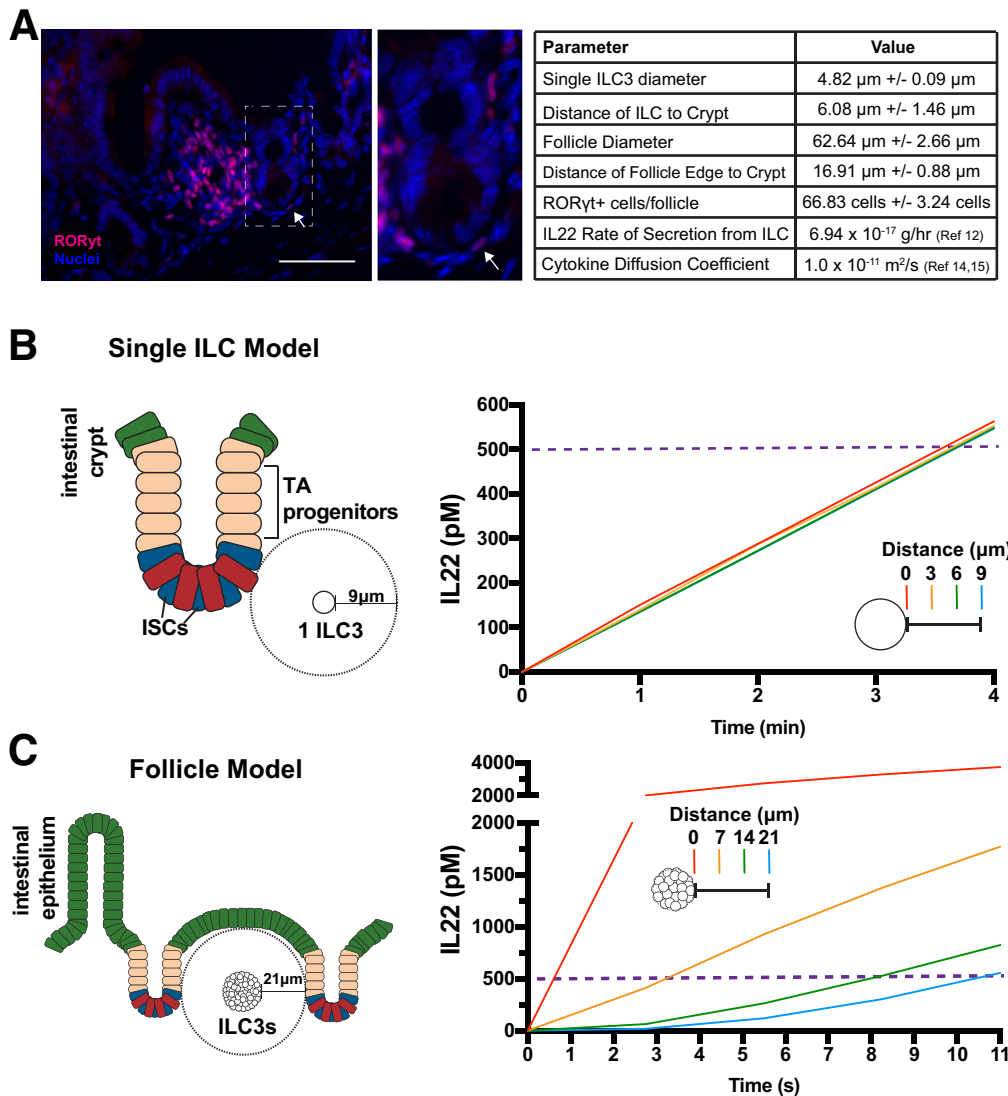 A
RORγt
Nuclei
Parameter Value
Single ILC3 diameter 4.82 µm +/- 0.09 µm
Distance of ILC to Crypt 6.08 µm +/- 1.46 µm
Follicle Diameter 62.64 µm +/- 2.66 µm
Distance of Follicle Edge to Crypt 16.91 µm +/- 0.88 µm
RORγt+ cells/follicle 66.83 cells +/- 3.24 cells
IL22 Rate of Secretion from ILC 6.94 x 10⁻¹⁷ g/hr (Ref 12)
Cytokine Diffusion Coefficient 1.0 x 10⁻¹¹ m²/s (Ref 14,15)
B
Single ILC Model
intestinal
crypt
TA
progenitors
9µm
1 ILC3
ISCs
IL22 (pM)
600
500
400
300
200
100
0
0 1 2 3 4
Time (min)
Distance (µm)
0 3 6 9
C
Follicle Model
intestinal
epithelium
21µm
ILC3s
IL22 (pM)
4000
2000
2000
1500
1000
500
0
0 1 2 3 4 5 6 7 8 9 10 11
Time (s)
Distance (µm)
0 7 14 21